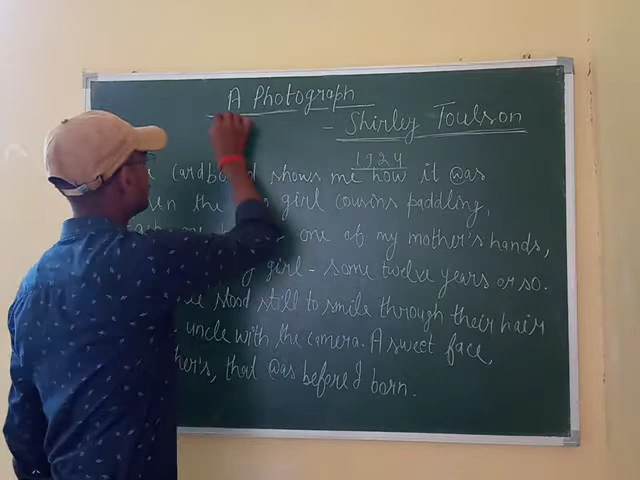 A Photograph
- Shirley Toulson
1924
cardbo d shows me how it @as
en the girl cousins paddling,
one of my mother's hands,
girl - some twelve years or so.
stood still to smile through their hair
uncle with the camera. A sweet face,
her's, that @as before I born.